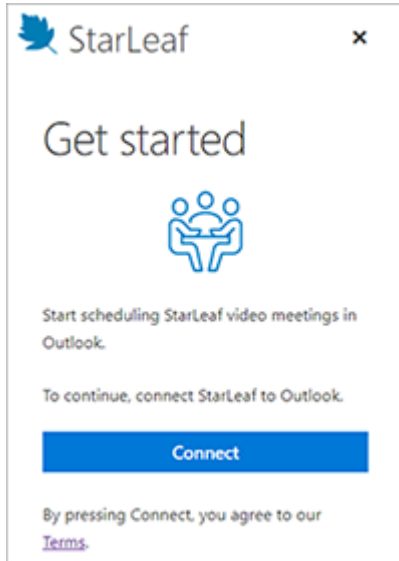 StarLeaf
Get started
Start scheduling StarLeaf video meetings in
Outlook.
To continue, connect StarLeaf to Outlook.
Connect
By pressing Connect, you agree to our
Terms.